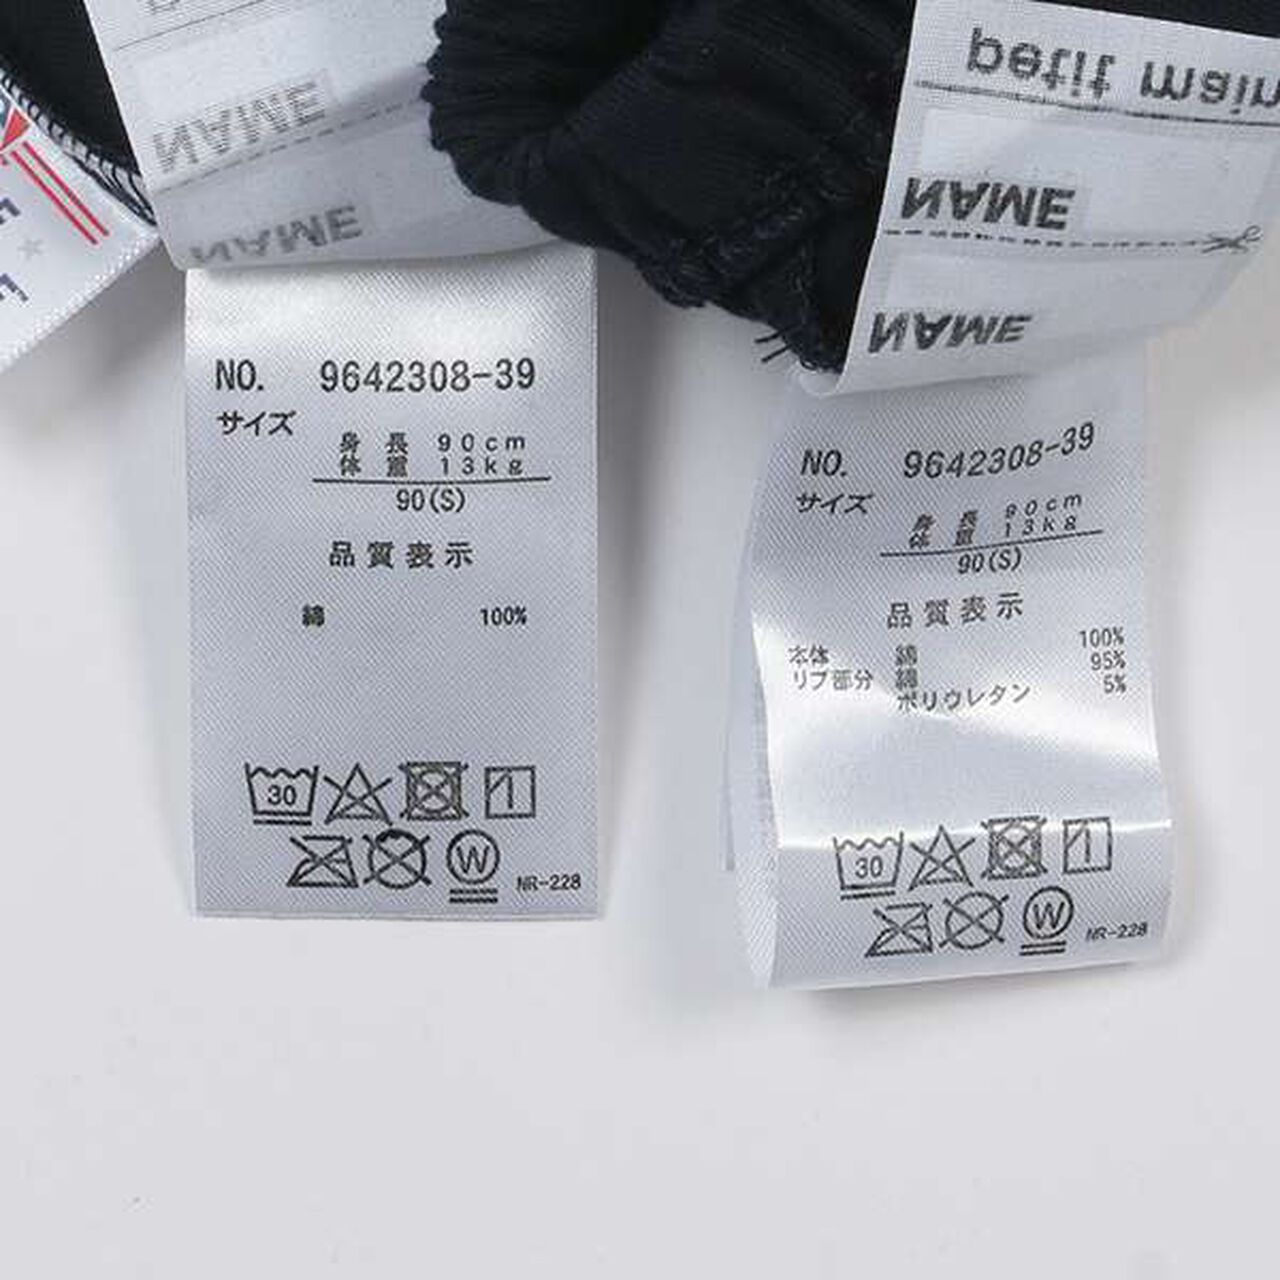 NAME
NAME
NO. 9642308-39
サイズ
身長 90cm
体重 13kg
90(S)
品質表示
綿 100%
30
W
NR-228
petit main
NAME
NAME
NO. 9642308-39
サイズ
身長 90cm
体重 13kg
90(S)
品質表示
本体 綿 100%
リブ部分 綿 95%
ポリウレタン 5%
30
W
NR-228